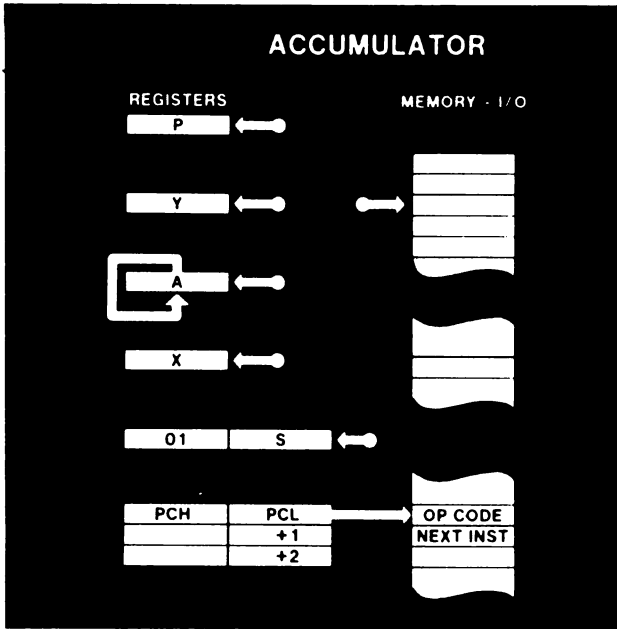 ACCUMULATOR
REGISTERS
MEMORY - I/O
P
Y
A
X
01 S
PCH PCL OP CODE
+1 NEXT INST
+2